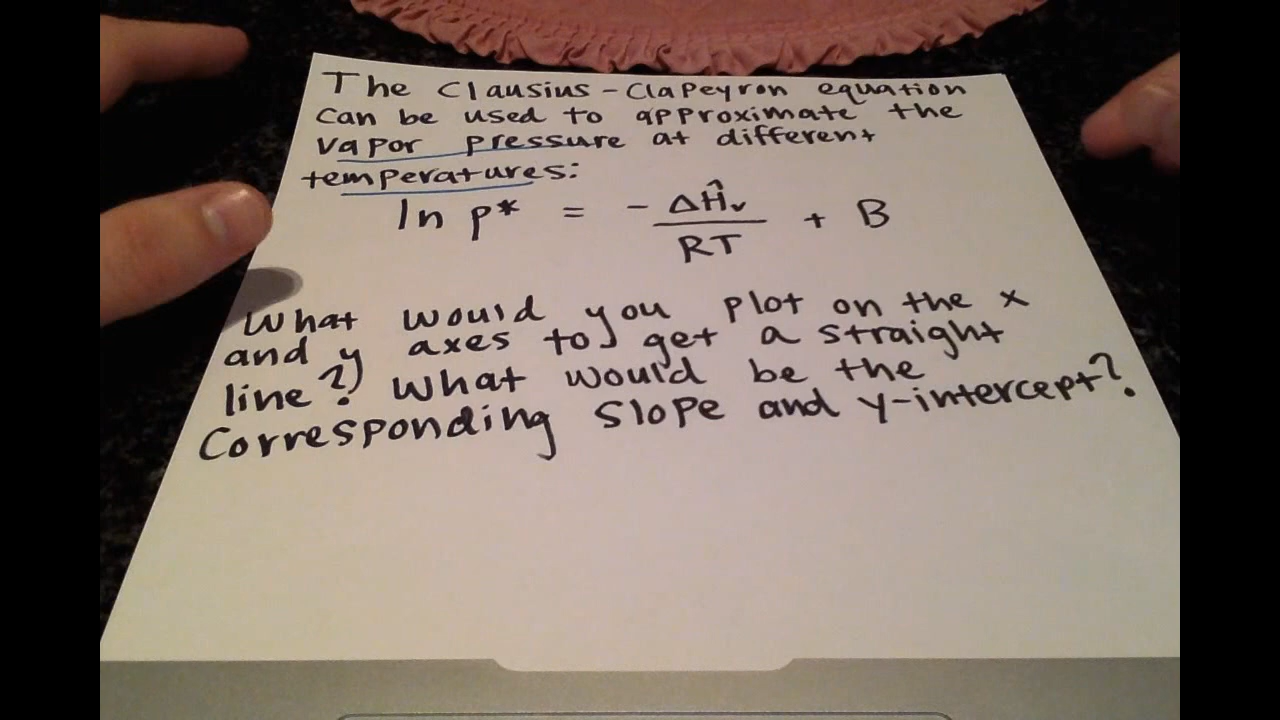 The Clausius-Clapeyron equation
can be used to approximate the
vapor pressure at different
temperatures:
ln p* = - ΔĤv/RT + B
What would you plot on the x
and y axes to get a straight
line? What would be the
corresponding slope and y-intercept?